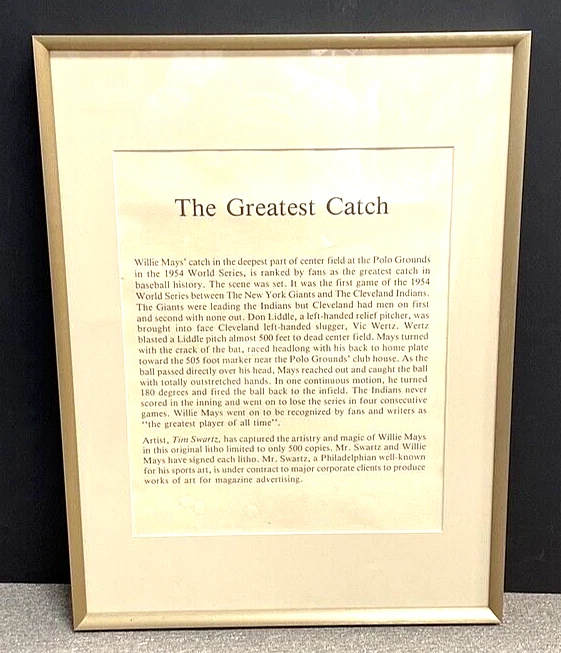 The Greatest Catch
Willie Mays' catch in the deepest part of center field at the Polo Grounds
in the 1954 World Series, is ranked by fans as the greatest catch in
baseball history. The scene was set. It was the first game of the 1954
World Series between The New York Giants and The Cleveland Indians.
The Giants were leading the Indians but Cleveland had men on first
and second with none out. Don Liddle, a left-handed relief pitcher, was
brought into face Cleveland left-handed slugger, Vic Wertz. Wertz
blasted a Liddle pitch almost 500 feet to dead center field. Mays turned
with the crack of the bat, raced headlong with his back to home plate
toward the 505 foot marker near the Polo Grounds' club house. As the
ball passed directly over his head, Mays reached out and caught the ball
with totally outstretched hands. In one continuous motion, he turned
180 degrees and fired the ball back to the infield. The Indians never
scored in the inning and went on to lose the series in four consecutive
games. Willie Mays went on to be recognized by fans and writers as
"the greatest player of all time".
Artist, Tim Swartz, has captured the artistry and magic of Willie Mays
in this original litho limited to only 500 copies. Mr. Swartz and Willie
Mays have signed each litho. Mr. Swartz, a Philadelphian well-known
for his sports art, is under contract to major corporate clients to produce
works of art for magazine advertising.